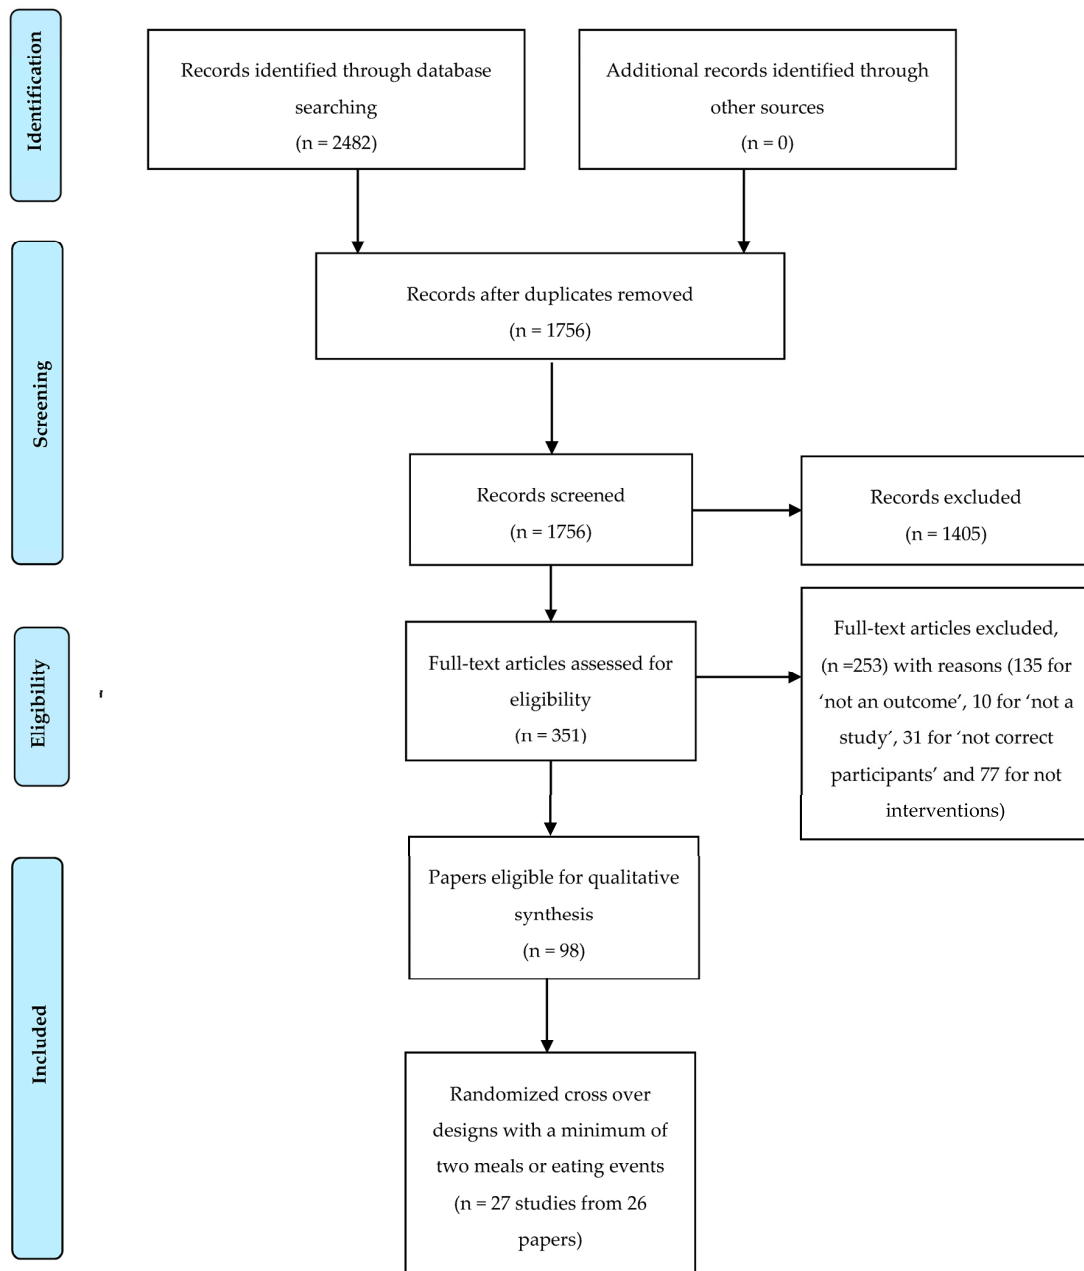 Identification
Records identified through database
searching
(n = 2482)
Additional records identified through
other sources
(n = 0)
Screening
Records after duplicates removed
(n = 1756)
Records screened
(n = 1756)
Records excluded
(n = 1405)
Eligibility
Full-text articles assessed for
eligibility
(n = 351)
Full-text articles excluded,
(n =253) with reasons (135 for
‘not an outcome’, 10 for ‘not a
study’, 31 for ‘not correct
participants’ and 77 for not
interventions)
Included
Papers eligible for qualitative
synthesis
(n = 98)
Randomized cross over
designs with a minimum of
two meals or eating events
(n = 27 studies from 26
papers)